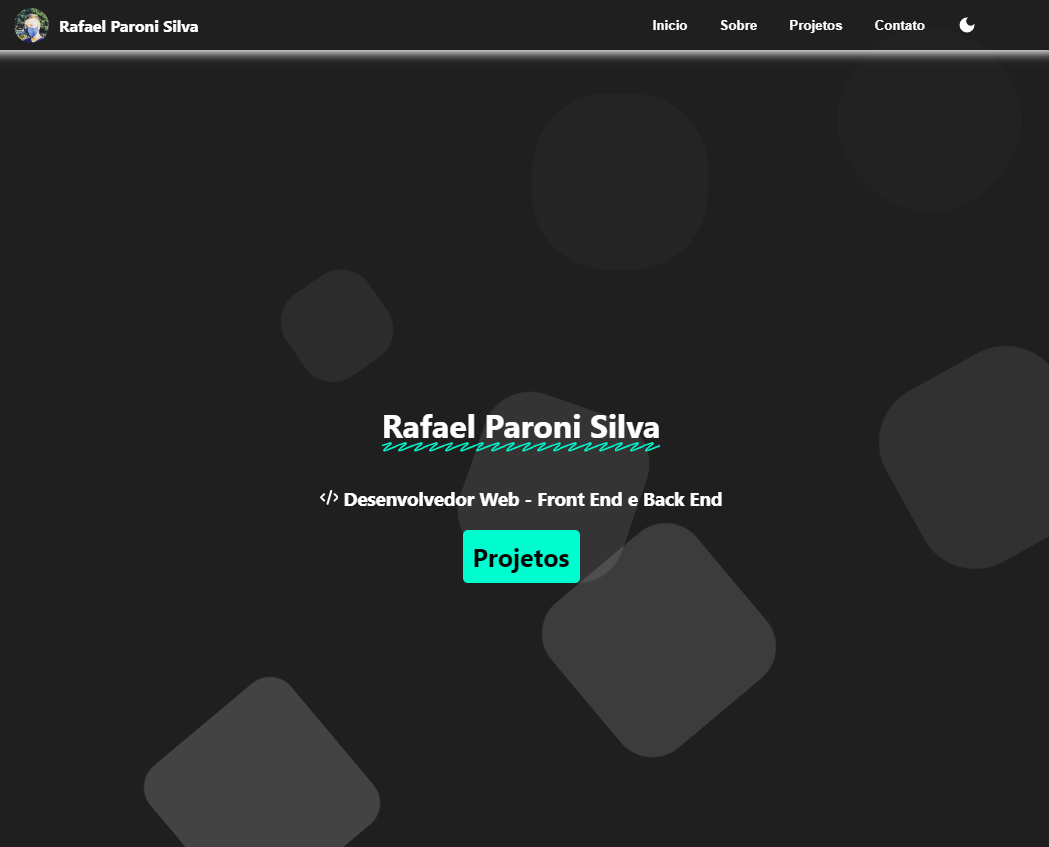 Rafael Paroni Silva
Inicio
Sobre
Projetos
Contato
Rafael Paroni Silva
</> Desenvolvedor Web - Front End e Back End
Projetos